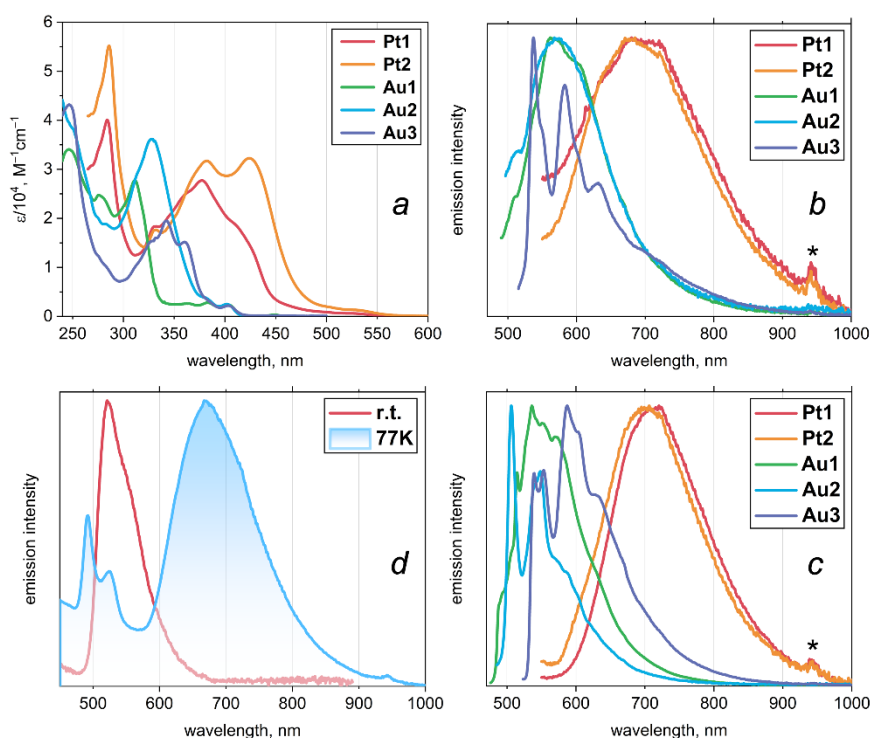 ε/10⁴, M⁻¹cm⁻¹
6
5
4
3
2
1
0
250 300 350 400 450 500 550 600
wavelength, nm
Pt1
Pt2
Au1
Au2
Au3
a
emission intensity
500 600 700 800 900 1000
wavelength, nm
Pt1
Pt2
Au1
Au2
Au3
b
*
emission intensity
500 600 700 800 900 1000
wavelength, nm
r.t.
77K
d
emission intensity
500 600 700 800 900 1000
wavelength, nm
Pt1
Pt2
Au1
Au2
Au3
c
*